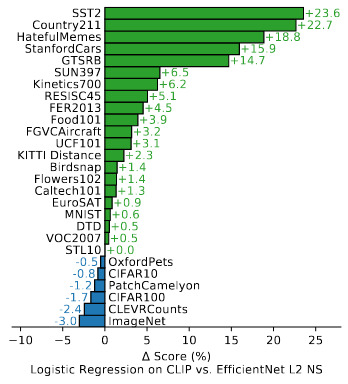 SST2 +23.6
Country211 +22.7
HatefulMemes +18.8
StanfordCars +15.9
GTSRB +14.7
SUN397 +6.5
Kinetics700 +6.2
RESISC45 +5.1
FER2013 +4.5
Food101 +3.9
FGVCAircraft +3.2
UCF101 +3.1
KITTI Distance +2.3
Birdsnap +1.4
Flowers102 +1.4
Caltech101 +1.3
EuroSAT +0.9
MNIST +0.6
DTD +0.5
VOC2007 +0.5
STL10 +0.0
-0.5 OxfordPets
-0.8 CIFAR10
-1.2 PatchCamelyon
-1.7 CIFAR100
-2.4 CLEVRCounts
-3.0 ImageNet
−10 −5 0 5 10 15 20 25
Δ Score (%)
Logistic Regression on CLIP vs. EfficientNet L2 NS